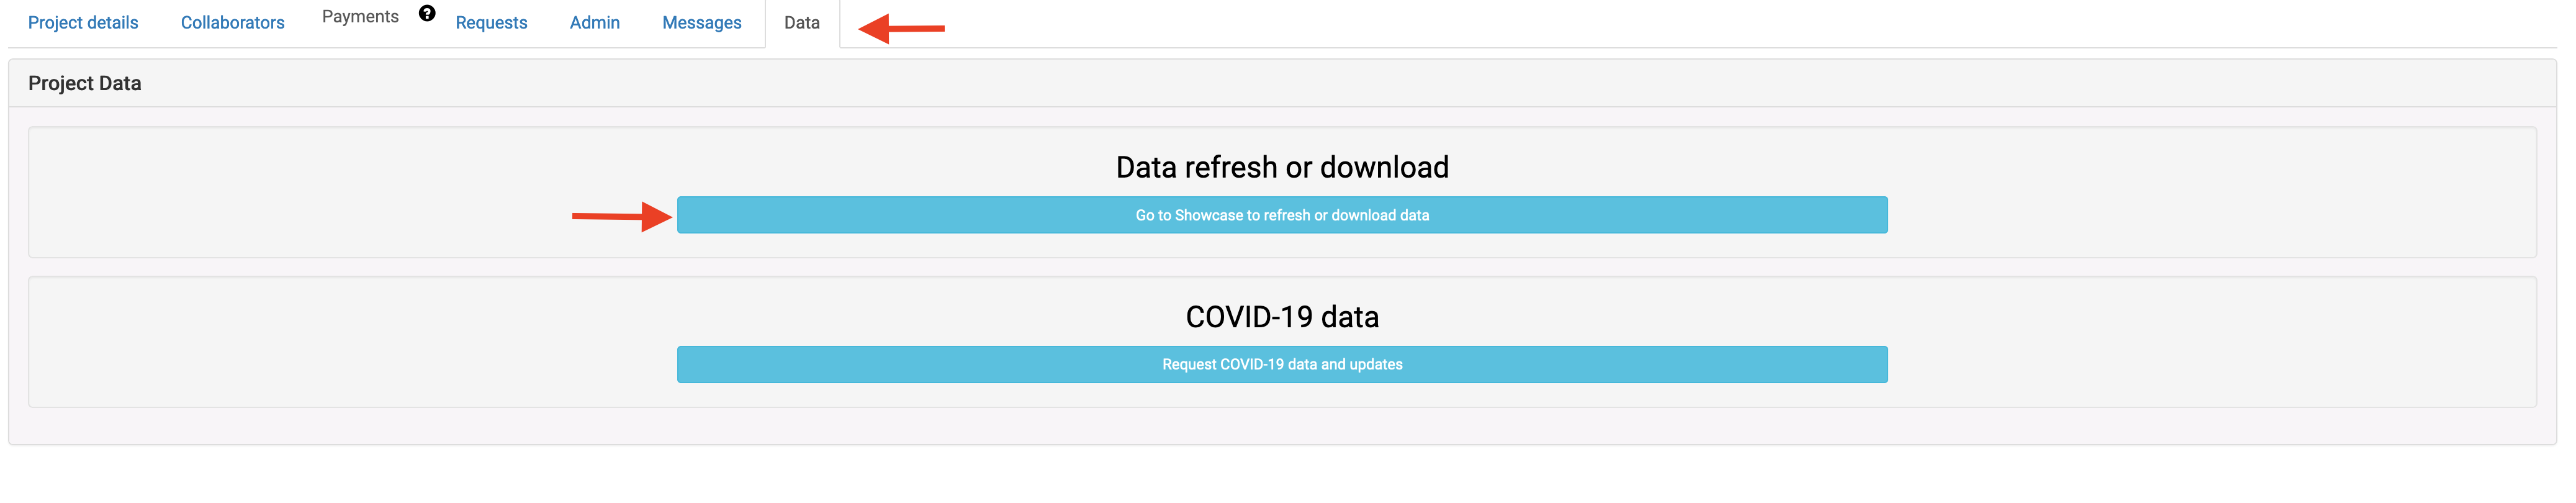 Project details Collaborators Payments ? Requests Admin Messages Data
Project Data
Data refresh or download
Go to Showcase to refresh or download data
COVID-19 data
Request COVID-19 data and updates